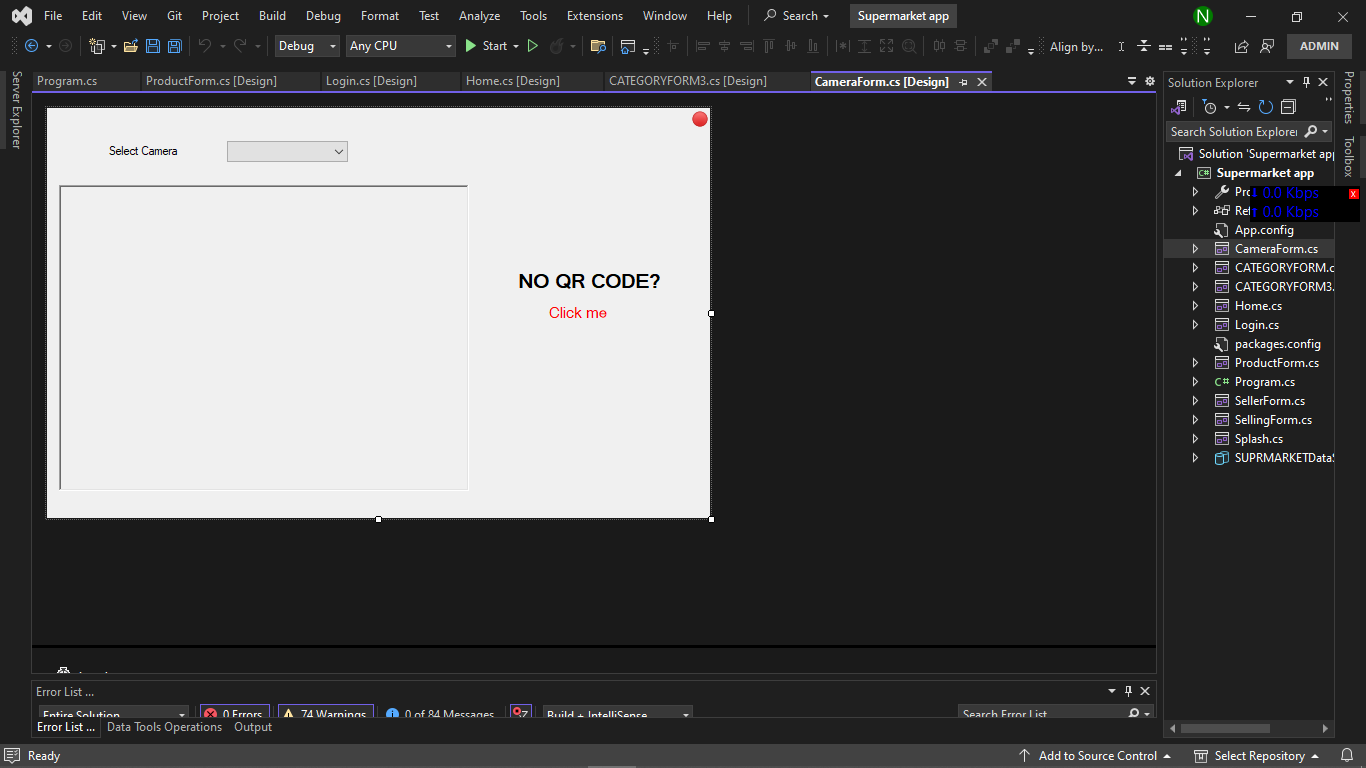 File Edit View Git Project Build Debug Format Test Analyze Tools Extensions Window Help Search Supermarket app N
Debug Any CPU Start Align by... ADMIN
Server Explorer
Program.cs ProductForm.cs [Design] Login.cs [Design] Home.cs [Design] CATEGORYFORM3.cs [Design] CameraForm.cs [Design]
Select Camera
NO QR CODE?
Click me
Solution Explorer
Search Solution Explorer
Solution 'Supermarket app
C# Supermarket app
0.0 Kbps x
0.0 Kbps
App.config
CameraForm.cs
CATEGORYFORM.c
CATEGORYFORM3.
Home.cs
Login.cs
packages.config
ProductForm.cs
C# Program.cs
SellerForm.cs
SellingForm.cs
Splash.cs
SUPRMARKETDataS
Properties
Toolbox
Error List ...
Entire Solution 0 Errors 74 Warnings 0 of 84 Messages Build + IntelliSense Search Error List
Error List ... Data Tools Operations Output
Ready Add to Source Control Select Repository